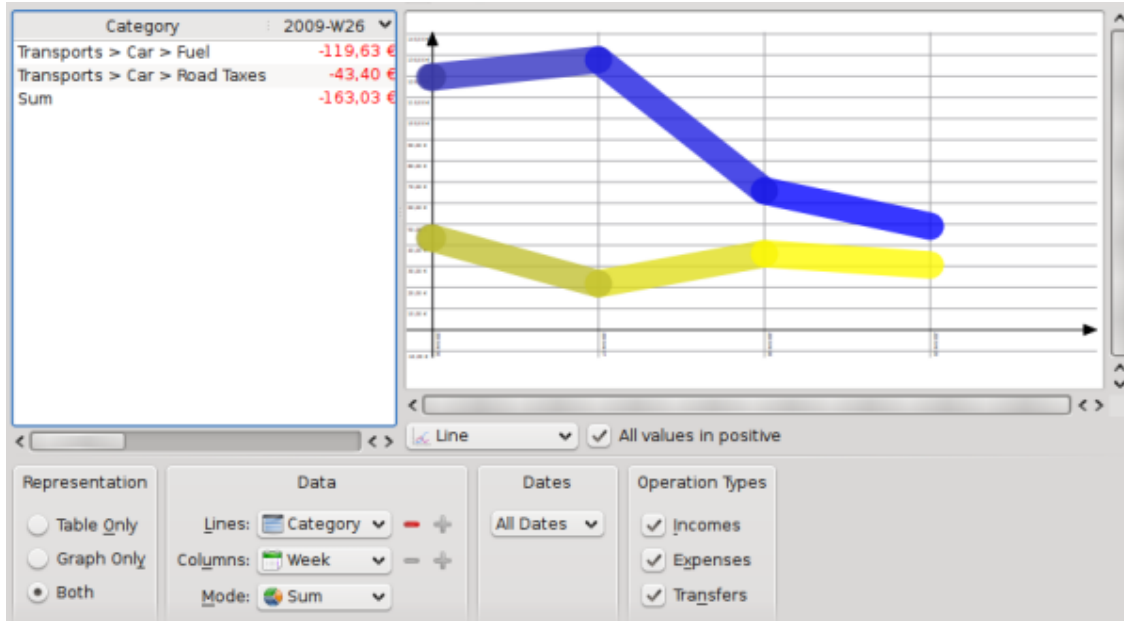 Category 2009-W26
Transports > Car > Fuel -119,63 €
Transports > Car > Road Taxes -43,40 €
Sum -163,03 €
Line All values in positive
Representation
Table Only
Graph Only
Both
Data
Lines: Category
Columns: Week
Mode: Sum
Dates
All Dates
Operation Types
Incomes
Expenses
Transfers